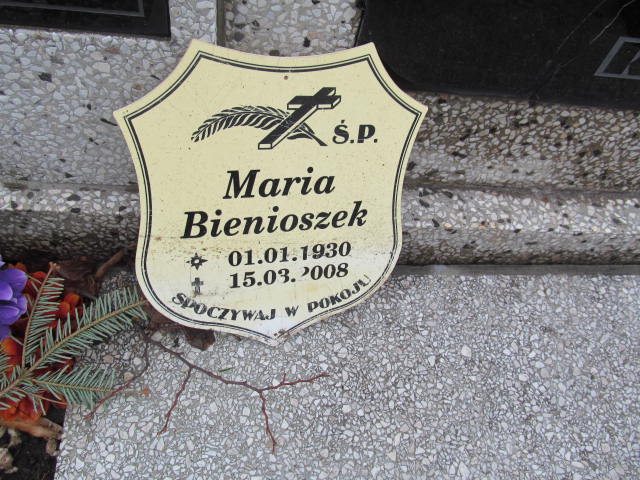 Ś.P.
Maria
Bienioszek
01.01.1930
15.03.2008
SPOCZYWAJ W POKOJU